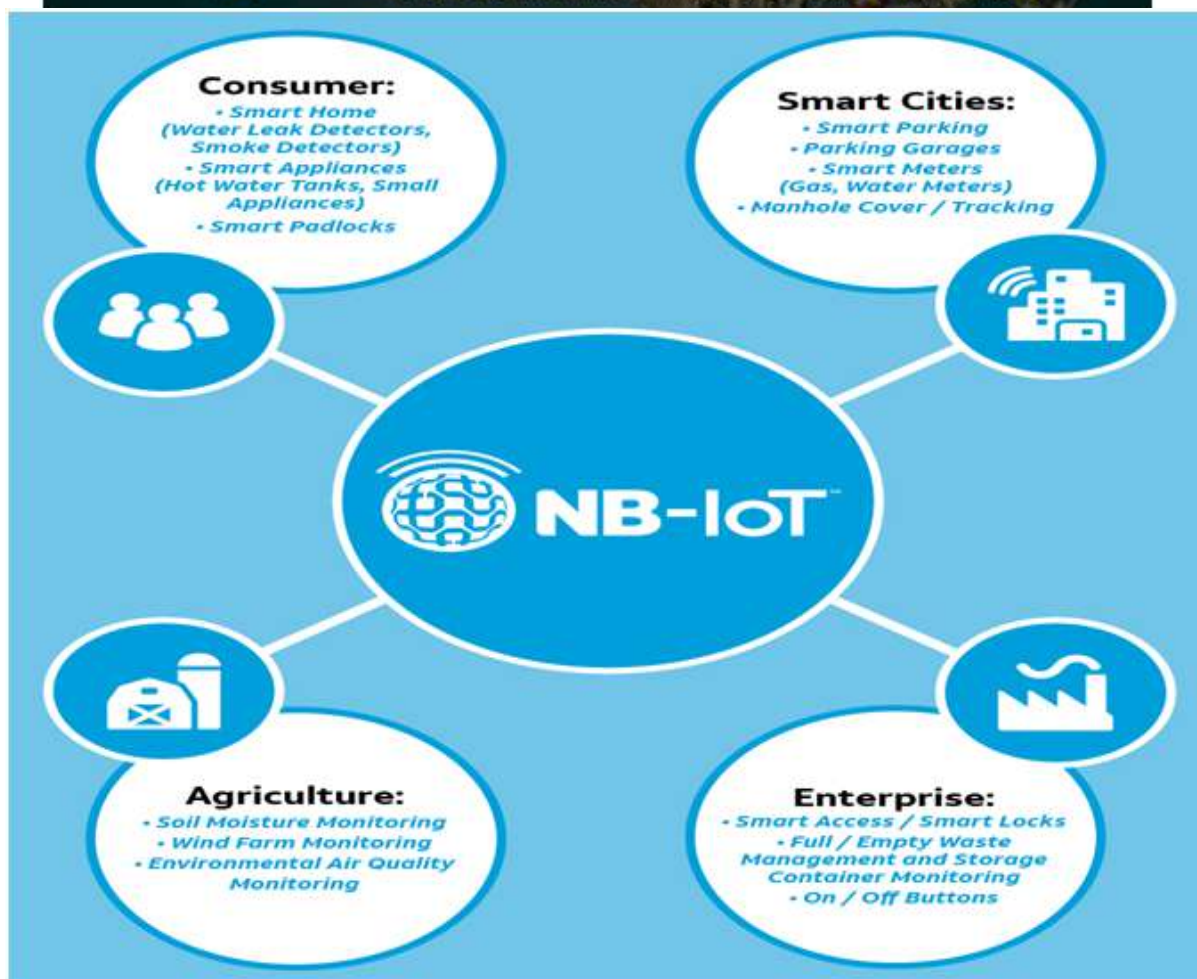 Consumer:
• Smart Home
(Water Leak Detectors,
Smoke Detectors)
• Smart Appliances
(Hot Water Tanks, Small
Appliances)
• Smart Padlocks
Smart Cities:
• Smart Parking
• Parking Garages
• Smart Meters
(Gas, Water Meters)
• Manhole Cover / Tracking
NB-IoT™
Agriculture:
• Soil Moisture Monitoring
• Wind Farm Monitoring
• Environmental Air Quality
Monitoring
Enterprise:
• Smart Access / Smart Locks
• Full / Empty Waste
Management and Storage
Container Monitoring
• On / Off Buttons